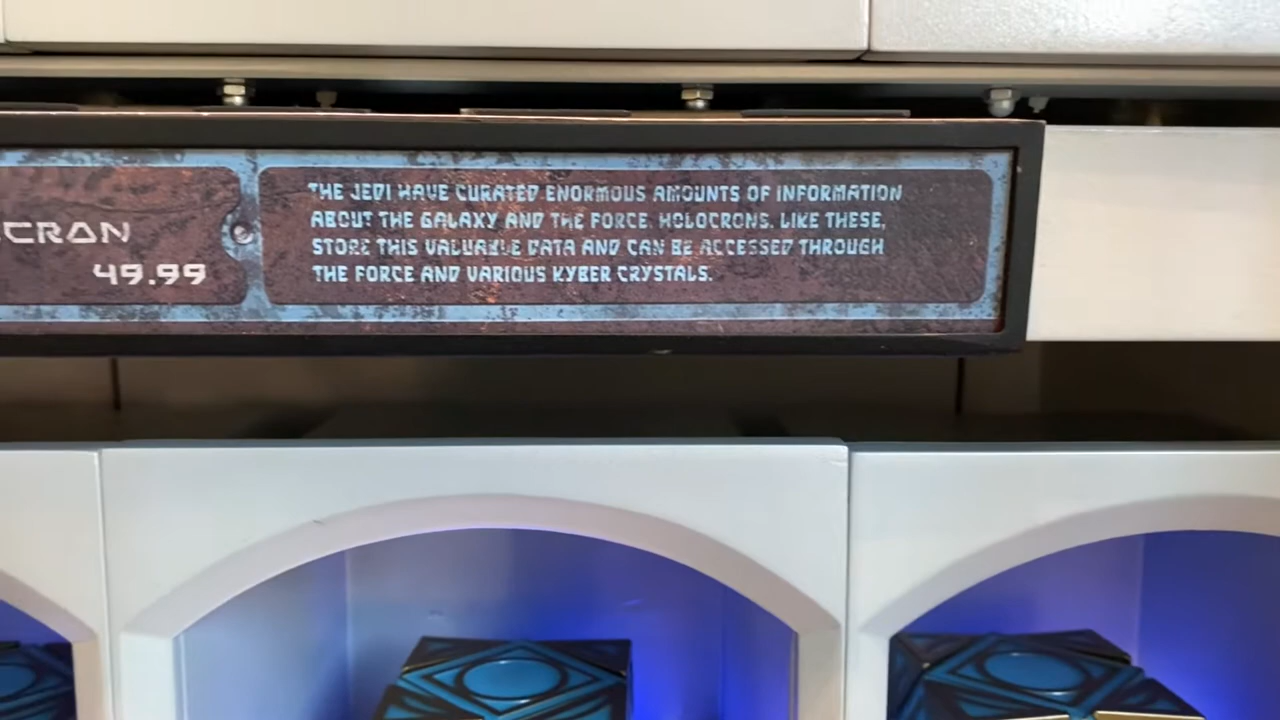 CRON
49.99
THE JEDI HAVE CURATED ENORMOUS AMOUNTS OF INFORMATION
ABOUT THE GALAXY AND THE FORCE. HOLOCRONS, LIKE THESE,
STORE THIS VALUABLE DATA AND CAN BE ACCESSED THROUGH
THE FORCE AND VARIOUS KYBER CRYSTALS.